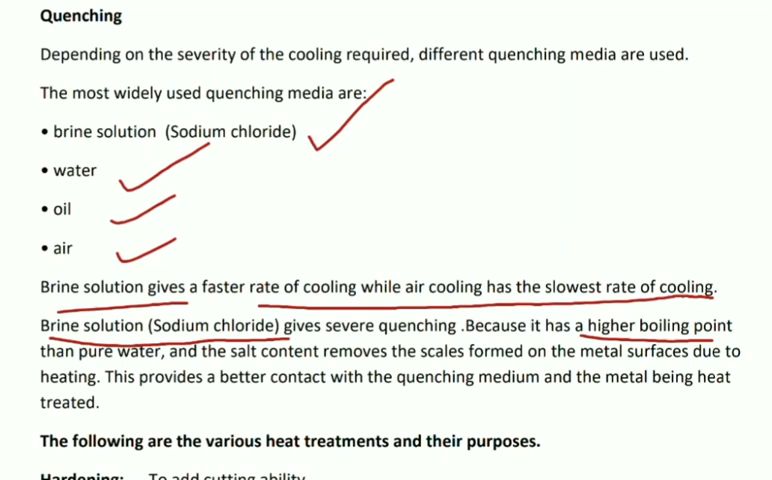 Quenching
Depending on the severity of the cooling required, different quenching media are used.
The most widely used quenching media are:
• brine solution (Sodium chloride)
• water
• oil
• air
Brine solution gives a faster rate of cooling while air cooling has the slowest rate of cooling.
Brine solution (Sodium chloride) gives severe quenching .Because it has a higher boiling point
than pure water, and the salt content removes the scales formed on the metal surfaces due to
heating. This provides a better contact with the quenching medium and the metal being heat
treated.
The following are the various heat treatments and their purposes.
Hardening: To add cutting ability